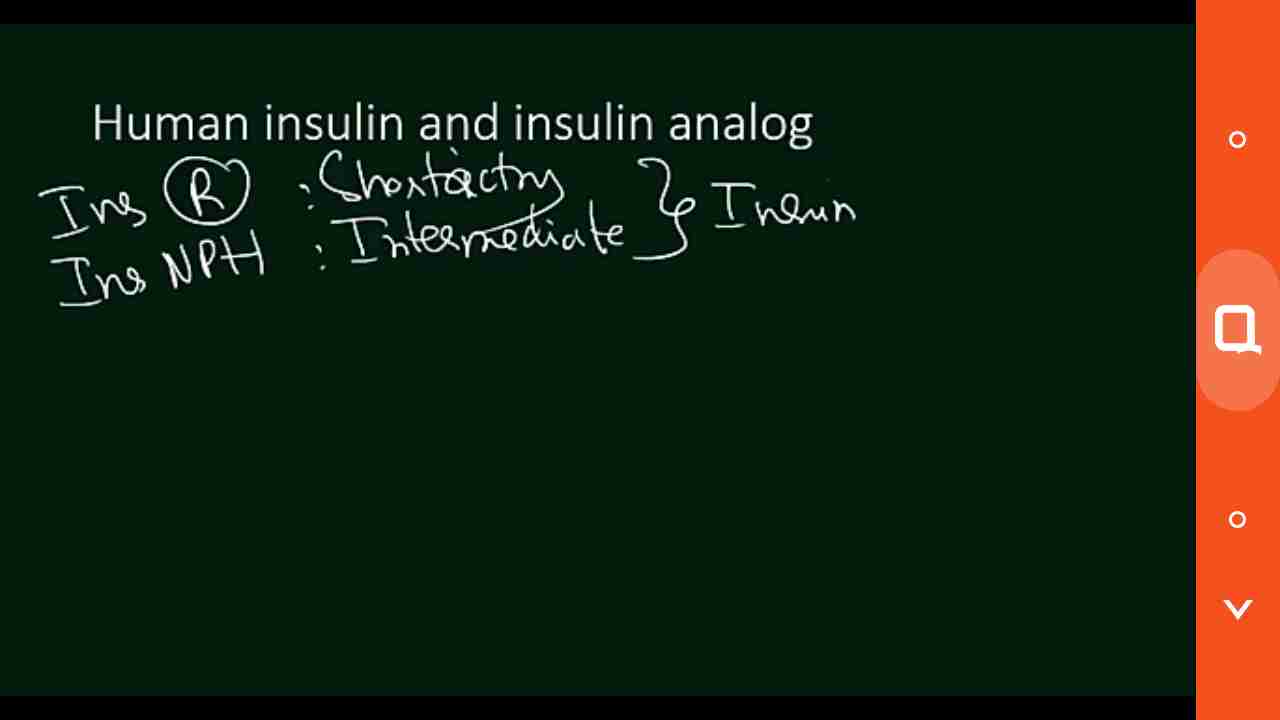 Human insulin and insulin analog
Ins R : Shortacting } Insulin
Ins NPH : Intermediate